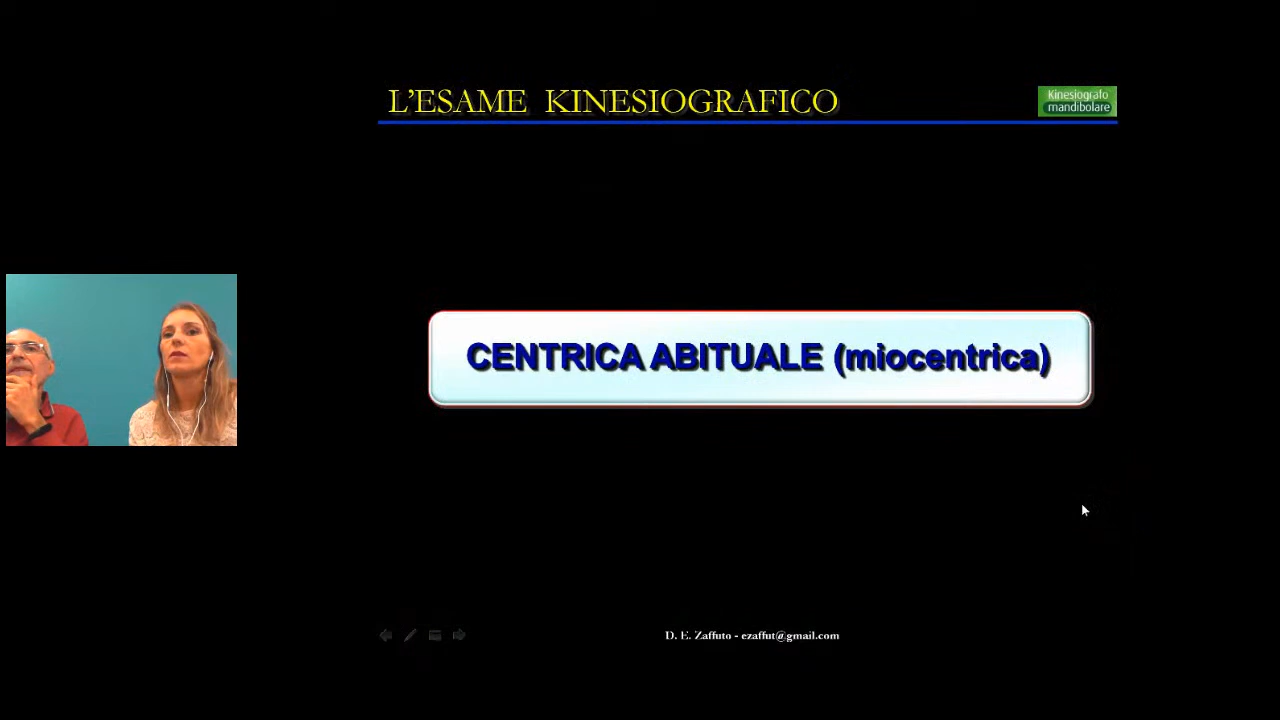 L'ESAME KINESIOGRAFICO
Kinesiografo
mandibolare
CENTRICA ABITUALE (miocentrica)
D. E. Zaffuto - ezaffut@gmail.com